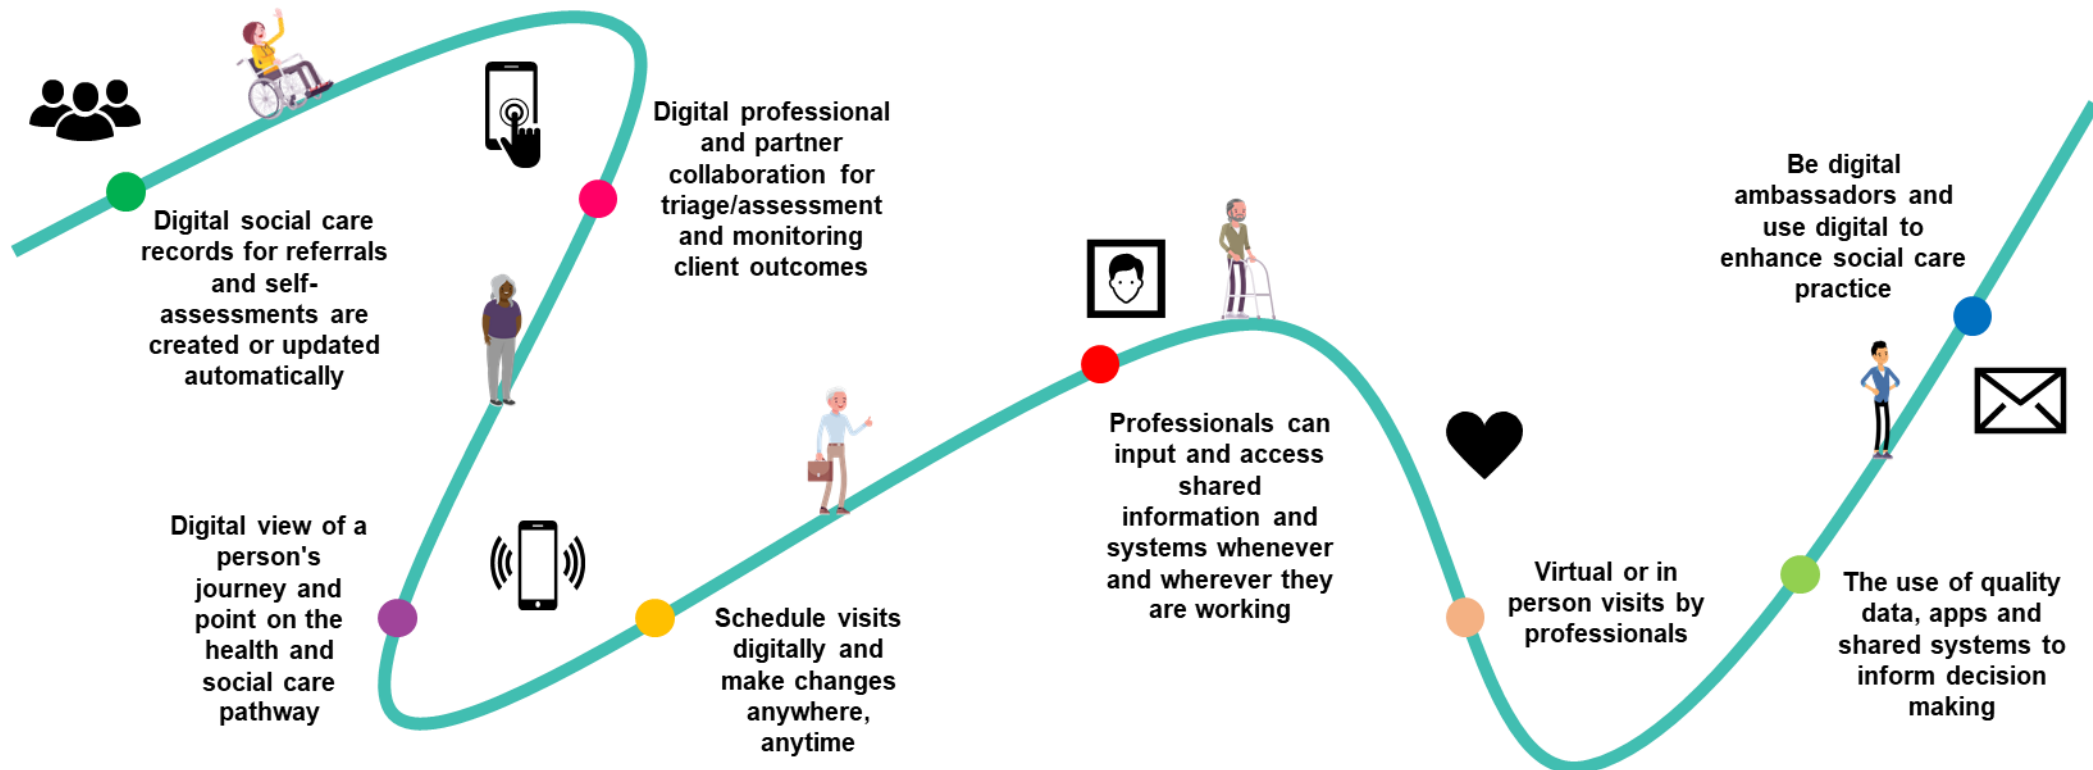 Digital social care
records for referrals
and self-
assessments are
created or updated
automatically
Digital professional
and partner
collaboration for
triage/assessment
and monitoring
client outcomes
Digital view of a
person's
journey and
point on the
health and
social care
pathway
Schedule visits
digitally and
make changes
anywhere,
anytime
Professionals can
input and access
shared
information and
systems whenever
and wherever they
are working
Virtual or in
person visits by
professionals
The use of quality
data, apps and
shared systems to
inform decision
making
Be digital
ambassadors and
use digital to
enhance social care
practice